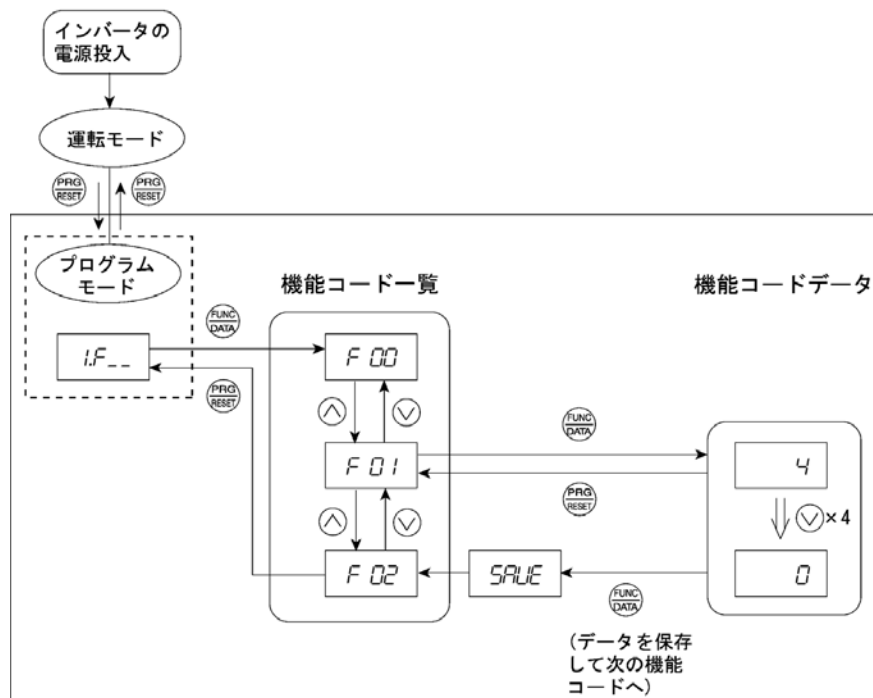 インバータの
電源投入
運転モード
PRG
RESET
PRG
RESET
プログラム
モード
機能コード一覧
機能コードデータ
FUNC
DATA
1.F__
F 00
PRG
RESET
FUNC
DATA
F 01
4
PRG
RESET
×4
F 02
SAVE
0
FUNC
DATA
(データを保存
して次の機能
コードへ)